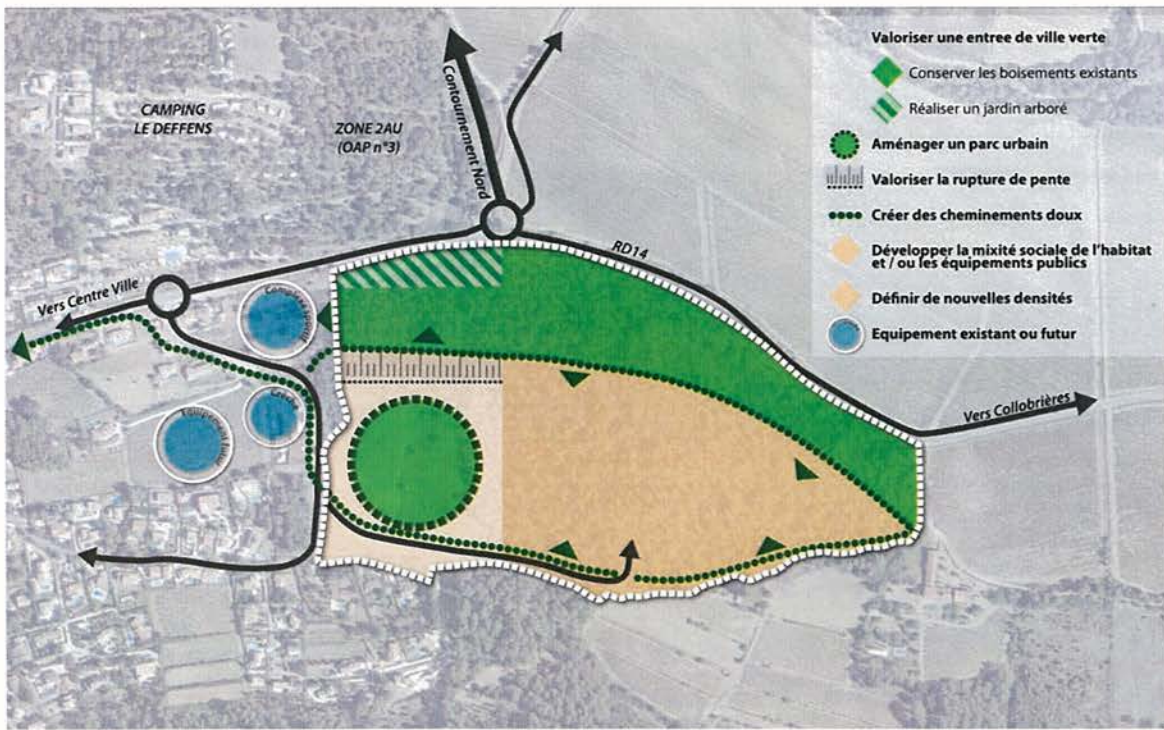 CAMPING
LE DEFFENS
ZONE 2AU
(OAP n°3)
Contournement Nord
RD14
Vers Centre Ville
Vers Collobrières
Crèche
Equipement futur
Valoriser une entree de ville verte
Conserver les boisements existants
Réaliser un jardin arboré
Aménager un parc urbain
Valoriser la rupture de pente
Créer des cheminements doux
Développer la mixité sociale de l'habitat
et / ou les équipements publics
Définir de nouvelles densités
Equipement existant ou futur